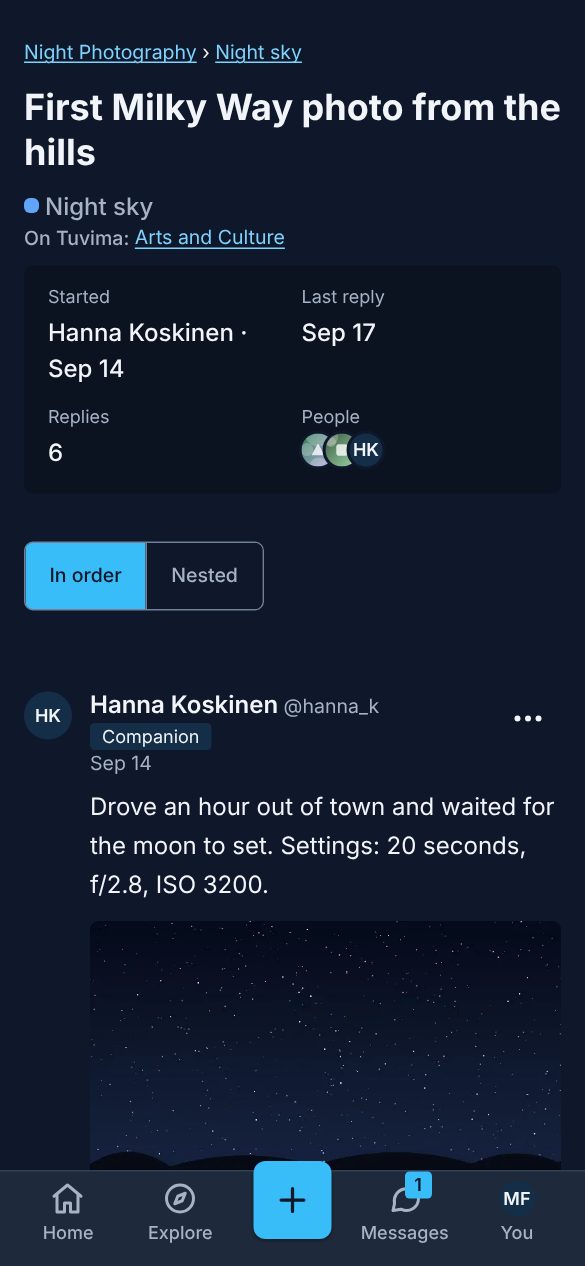 Night Photography › Night sky
First Milky Way photo from the
hills
Night sky
On Tuvima: Arts and Culture
Started
Hanna Koskinen ·
Sep 14
Last reply
Sep 17
Replies
6
People
HK
In order
Nested
HK
Hanna Koskinen @hanna_k
Companion
Sep 14
Drove an hour out of town and waited for
the moon to set. Settings: 20 seconds,
f/2.8, ISO 3200.
Home
Explore
1
Messages
MF
You